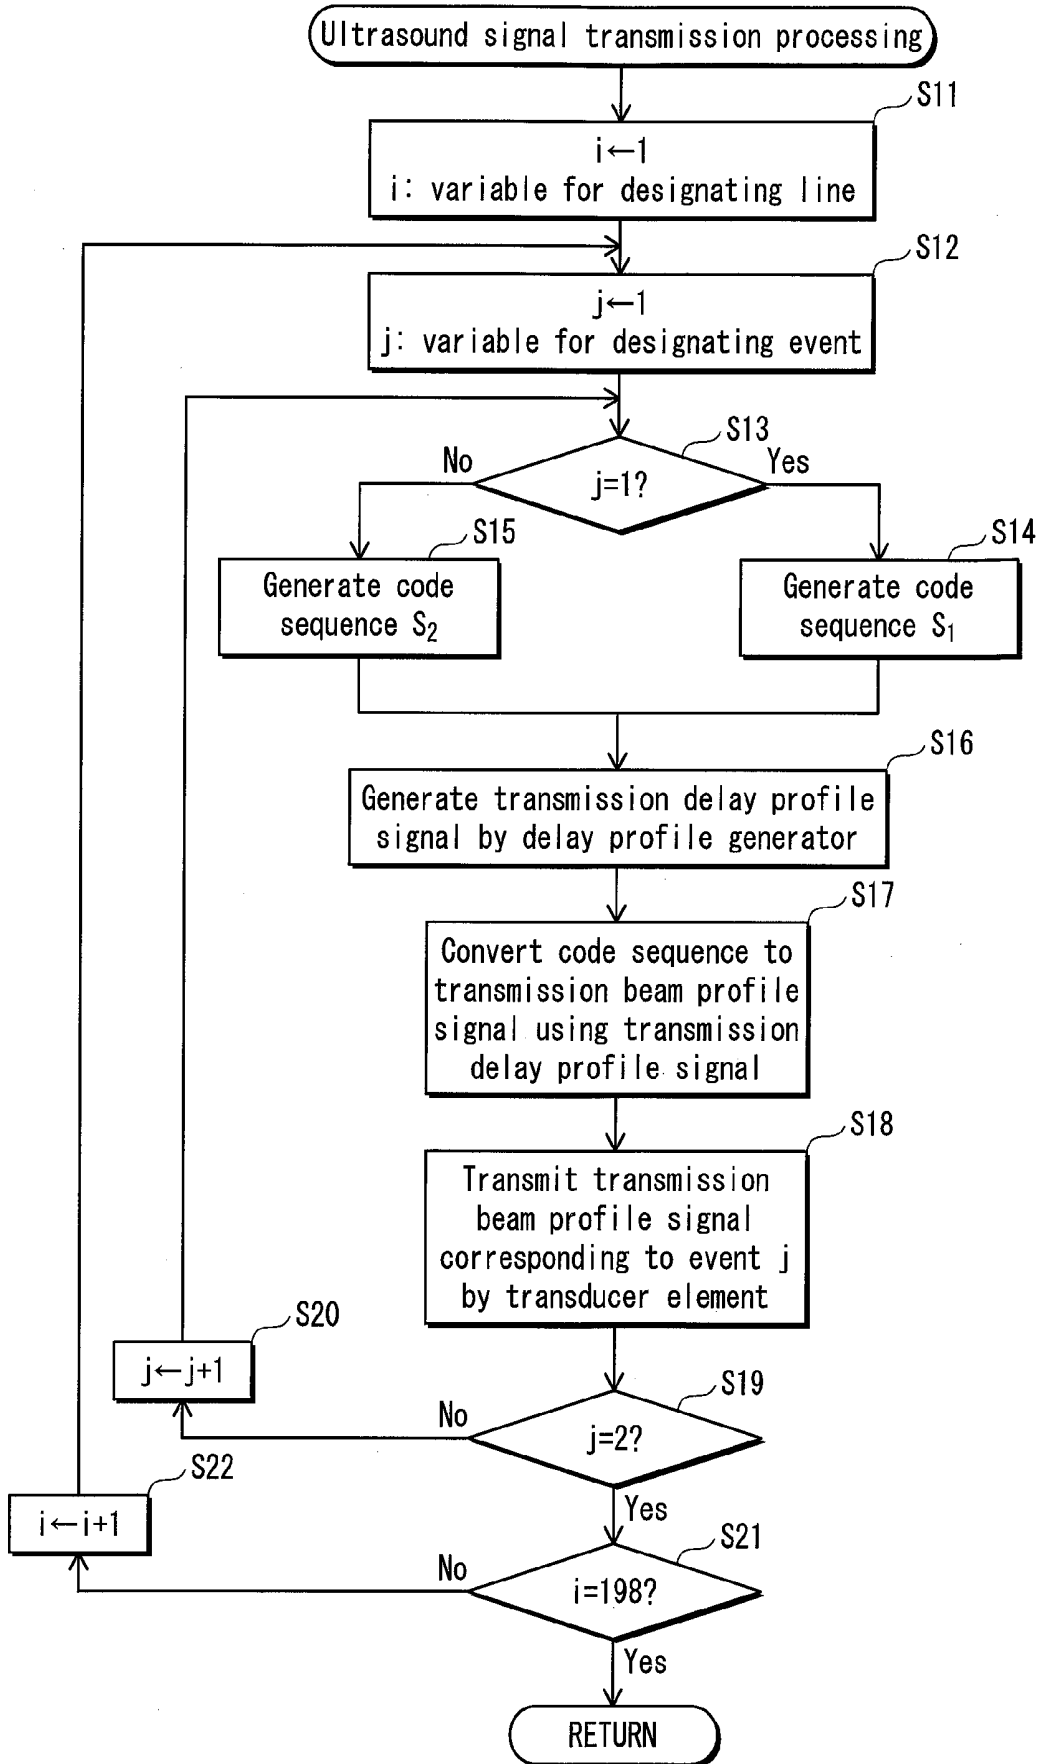 Ultrasound signal transmission processing
S11
i←1
i: variable for designating line
S12
j←1
j: variable for designating event
S13
No
Yes
j=1?
S15
S14
Generate code
sequence S₂
Generate code
sequence S₁
S16
Generate transmission delay profile
signal by delay profile generator
S17
Convert code sequence to
transmission beam profile
signal using transmission
delay profile signal
S18
Transmit transmission
beam profile signal
corresponding to event j
by transducer element
S20
j←j+1
S19
No
j=2?
S22
Yes
i←i+1
S21
No
i=198?
Yes
RETURN